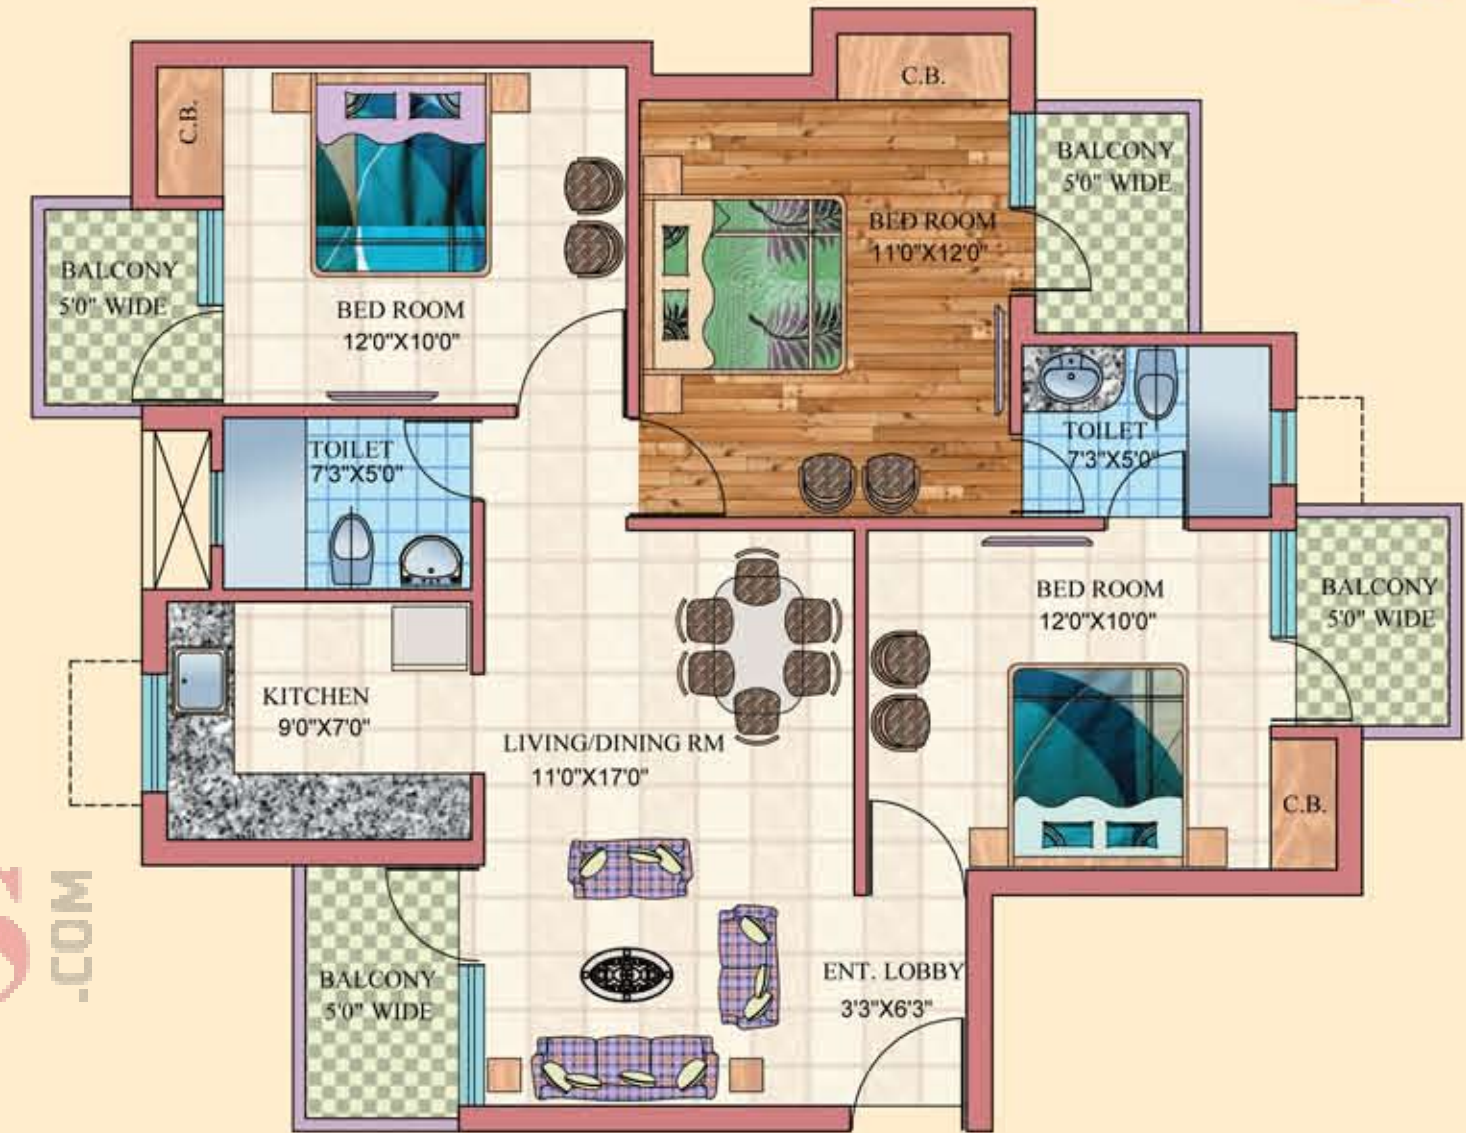 C.B.
C.B.
BALCONY
5'0" WIDE
BED ROOM
11'0"X12'0"
BALCONY
5'0" WIDE
BED ROOM
12'0"X10'0"
TOILET
7'3"X5'0"
TOILET
7'3"X5'0"
BED ROOM
12'0"X10'0"
BALCONY
5'0" WIDE
KITCHEN
9'0"X7'0"
LIVING/DINING RM
11'0"X17'0"
C.B.
BALCONY
5'0" WIDE
ENT. LOBBY
3'3"X6'3"
S
.COM